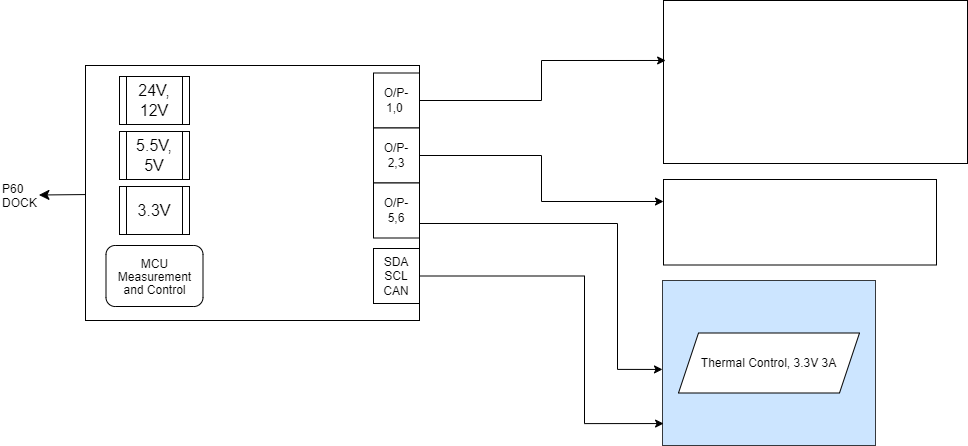 P60
DOCK
24V,
12V
5.5V,
5V
3.3V
MCU
Measurement
and Control
O/P-
1,0
O/P-
2,3
O/P-
5,6
SDA
SCL
CAN
Thermal Control, 3.3V 3A